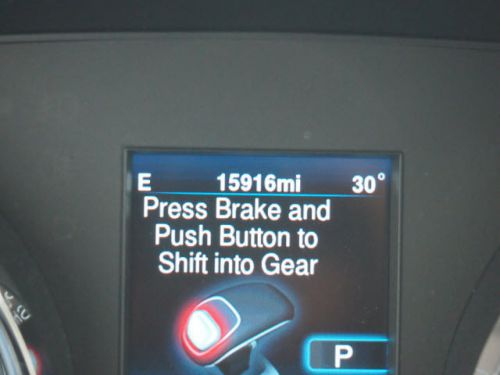 E 15916mi 30°
Press Brake and
Push Button to
Shift into Gear
P